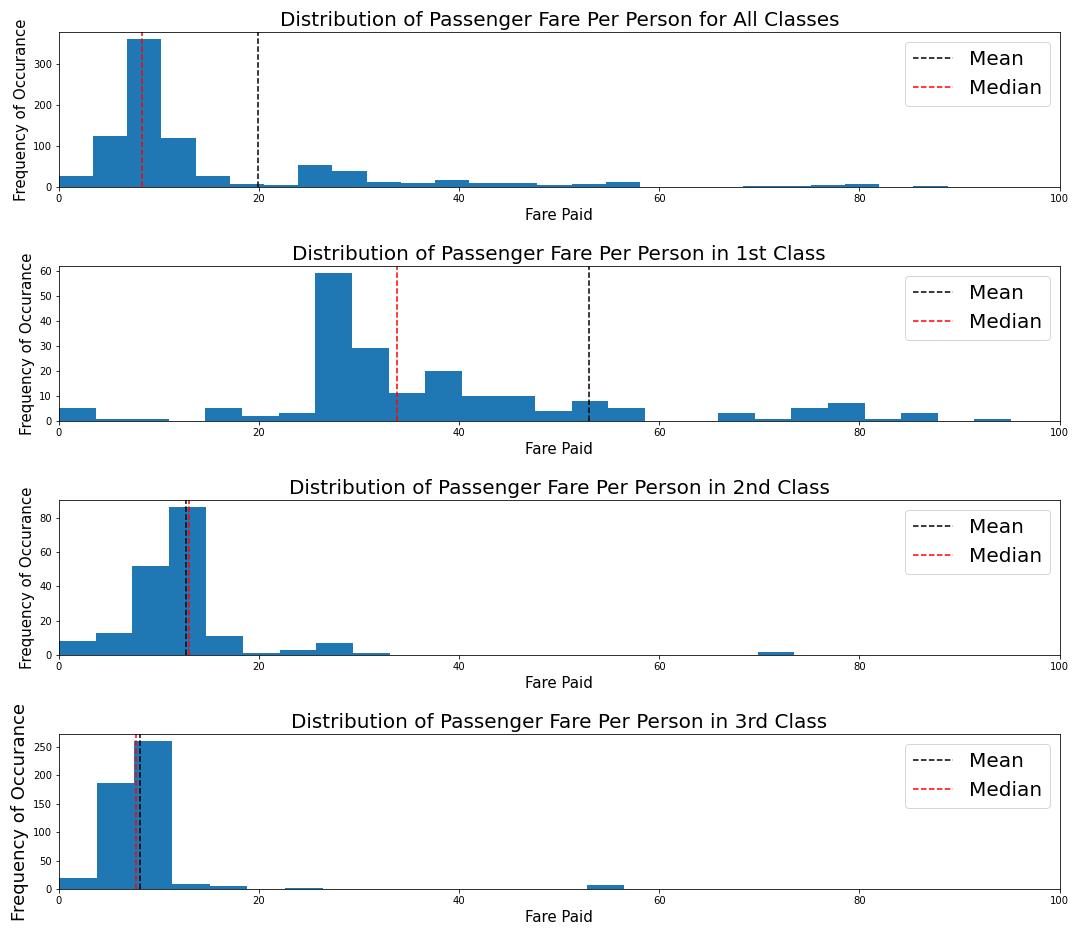 Distribution of Passenger Fare Per Person for All Classes
Frequency of Occurance
300
200
100
0
0 20 40 60 80 100
Fare Paid
Mean
Median
Distribution of Passenger Fare Per Person in 1st Class
Frequency of Occurance
60
50
40
30
20
10
0
0 20 40 60 80 100
Fare Paid
Mean
Median
Distribution of Passenger Fare Per Person in 2nd Class
Frequency of Occurance
80
60
40
20
0
0 20 40 60 80 100
Fare Paid
Mean
Median
Distribution of Passenger Fare Per Person in 3rd Class
Frequency of Occurance
250
200
150
100
50
0
0 20 40 60 80 100
Fare Paid
Mean
Median